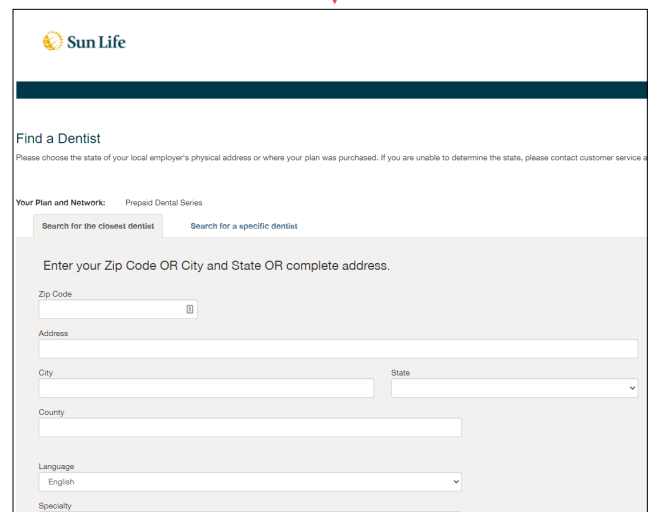 Sun Life
Find a Dentist
Please choose the state of your local employer's physical address or where your plan was purchased. If you are unable to determine the state, please contact customer service a
Your Plan and Network: Prepaid Dental Series
Search for the closest dentist Search for a specific dentist
Enter your Zip Code OR City and State OR complete address.
Zip Code
Address
City State
County
Language
English
Specialty